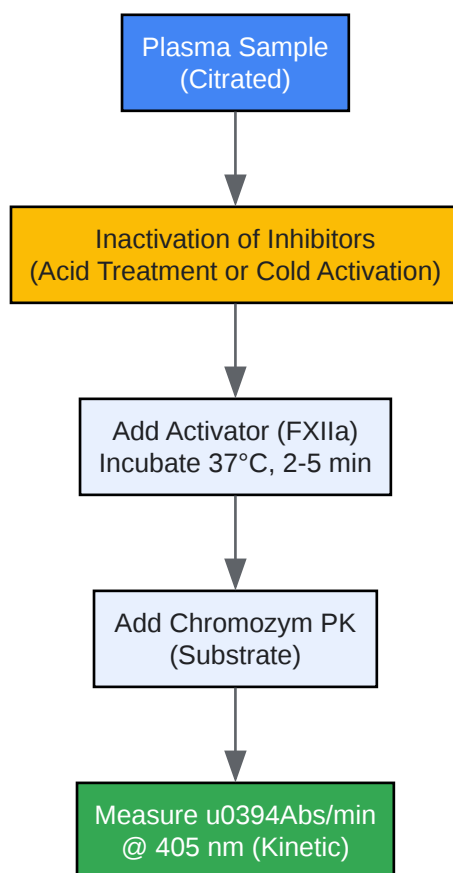 Plasma Sample
(Citrated)
Inactivation of Inhibitors
(Acid Treatment or Cold Activation)
Add Activator (FXIIa)
Incubate 37°C, 2-5 min
Add Chromozym PK
(Substrate)
Measure u0394Abs/min
@ 405 nm (Kinetic)